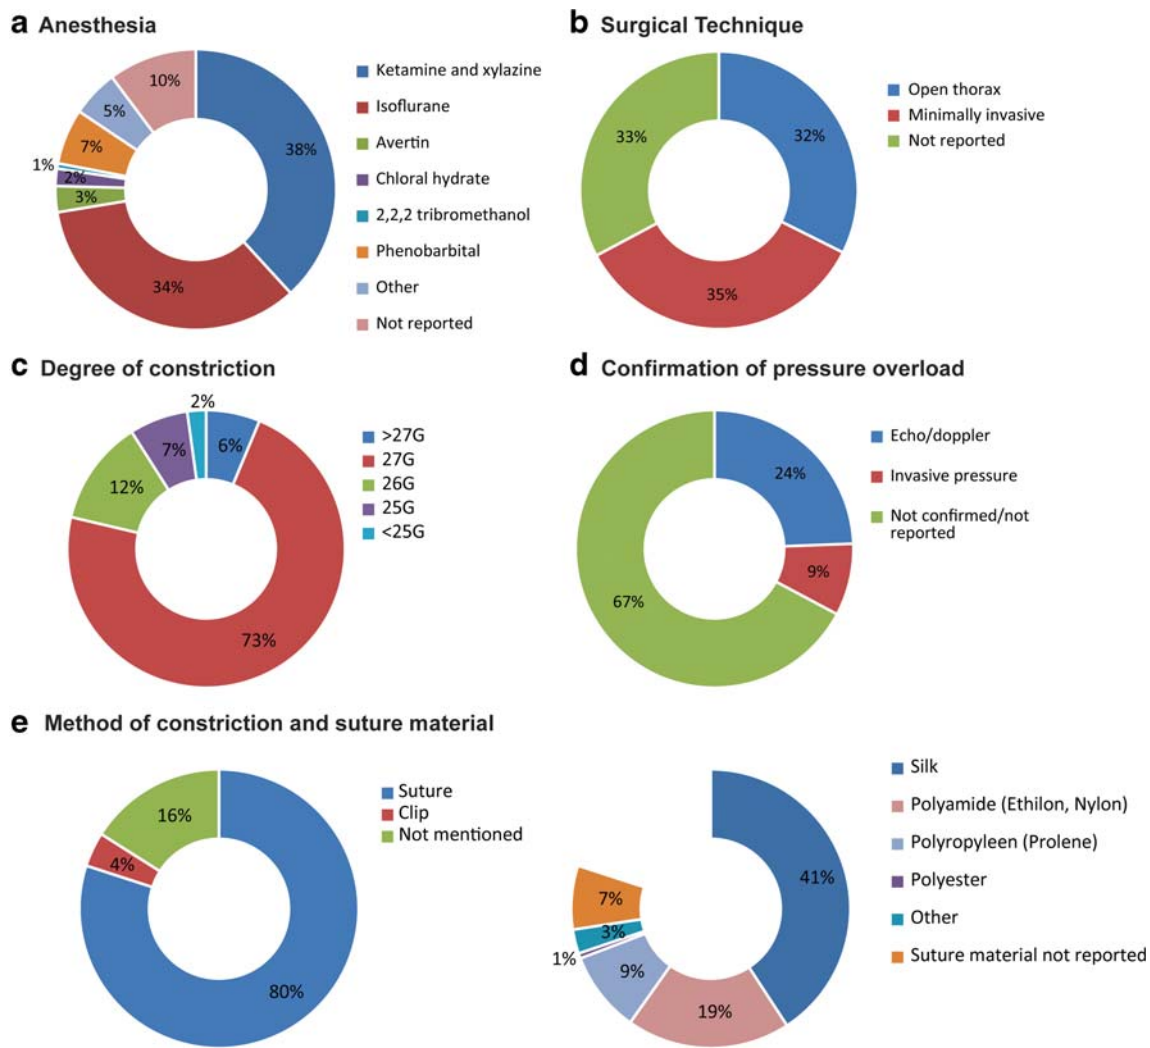 a Anesthesia
10%
5%
7%
1%
2%
3%
38%
34%
Ketamine and xylazine
Isoflurane
Avertin
Chloral hydrate
2,2,2 tribromethanol
Phenobarbital
Other
Not reported
b Surgical Technique
33%
32%
35%
Open thorax
Minimally invasive
Not reported
c Degree of constriction
2%
6%
7%
12%
73%
>27G
27G
26G
25G
<25G
d Confirmation of pressure overload
24%
9%
67%
Echo/doppler
Invasive pressure
Not confirmed/not
reported
e Method of constriction and suture material
16%
4%
80%
Suture
Clip
Not mentioned
41%
7%
3%
1%
9%
19%
Silk
Polyamide (Ethilon, Nylon)
Polyropyleen (Prolene)
Polyester
Other
Suture material not reported